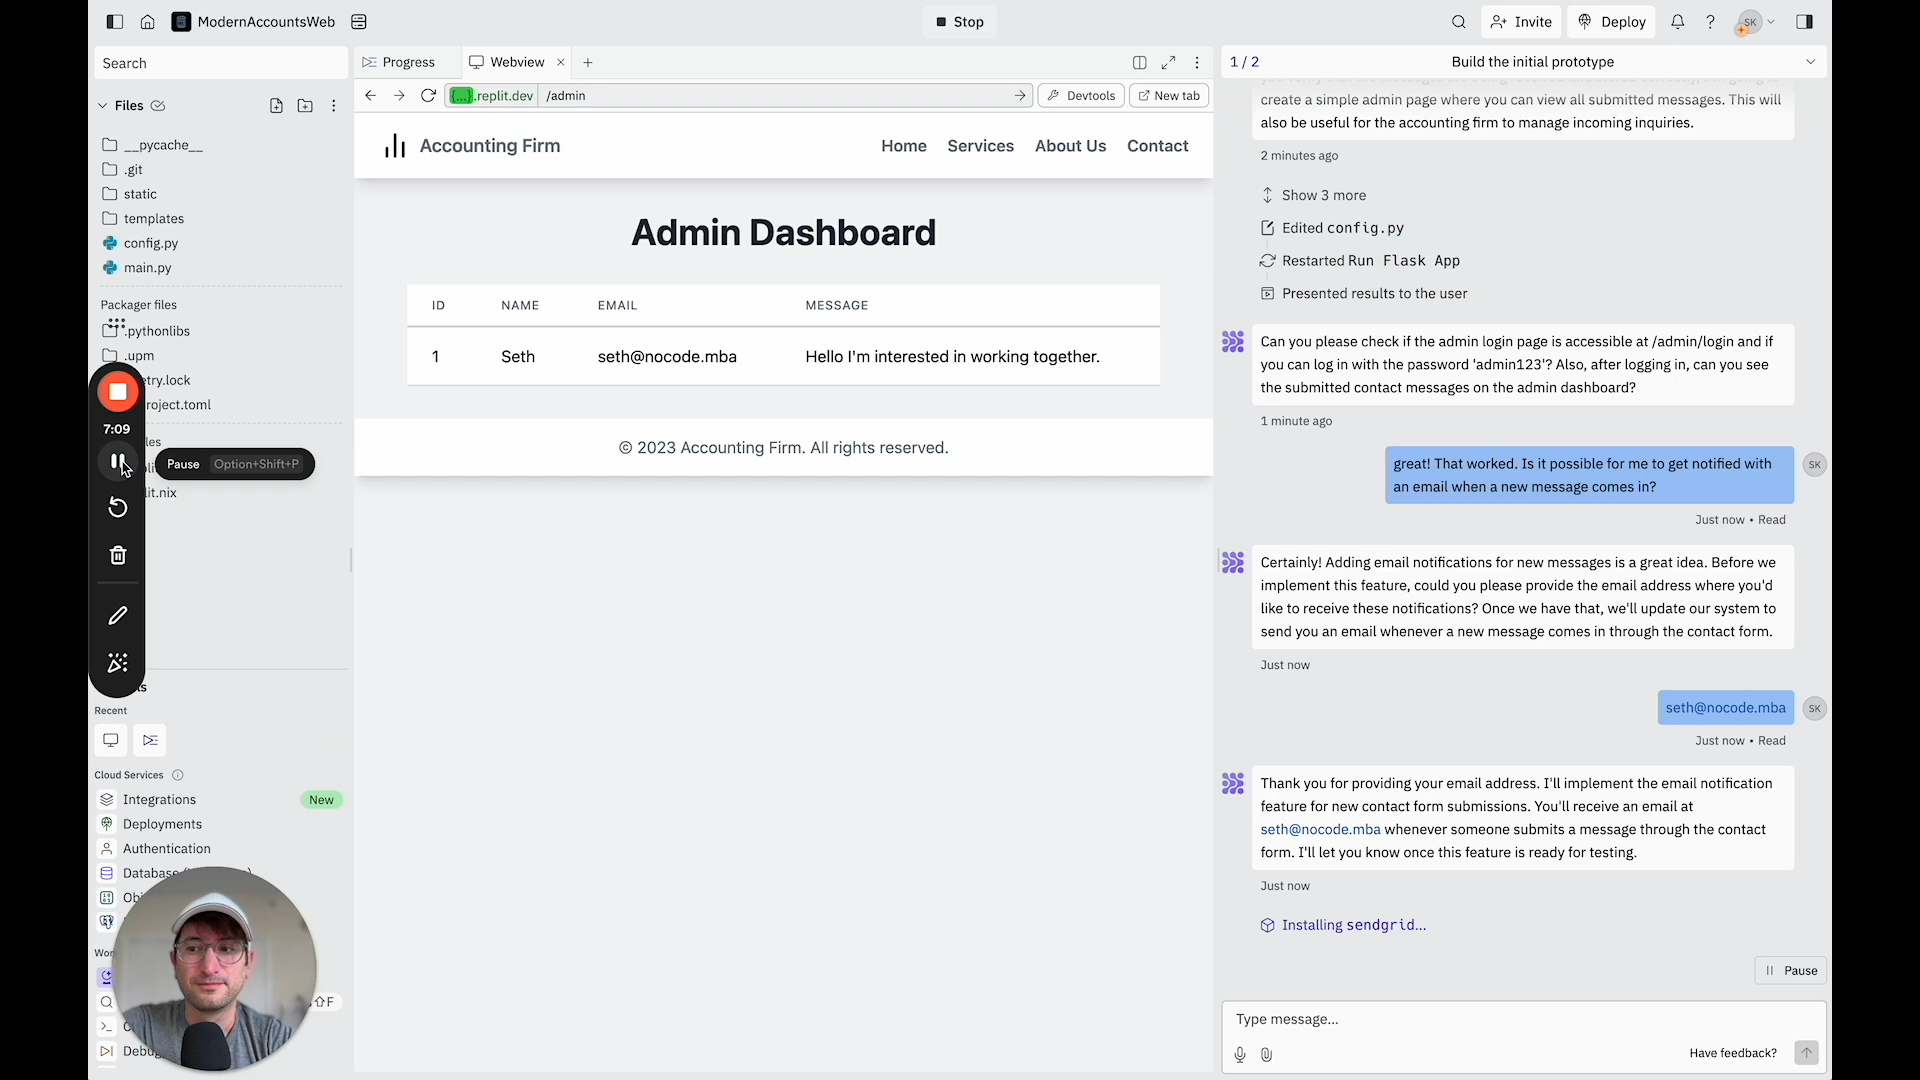 ModernAccountsWeb
Stop
Invite
Deploy
SK
Search
Files
__pycache__
.git
static
templates
config.py
main.py
Packager files
.pythonlibs
.upm
etry.lock
roject.toml
les
lit.nix
7:09
Pause Option+Shift+P
Recent
Cloud Services
Integrations New
Deployments
Authentication
Database
Progress
Webview
.replit.dev /admin
Devtools
New tab
Accounting Firm
Home
Services
About Us
Contact
Admin Dashboard
ID NAME EMAIL MESSAGE
1 Seth seth@nocode.mba Hello I'm interested in working together.
© 2023 Accounting Firm. All rights reserved.
1 / 2
Build the initial prototype
create a simple admin page where you can view all submitted messages. This will
also be useful for the accounting firm to manage incoming inquiries.
2 minutes ago
Show 3 more
Edited config.py
Restarted Run Flask App
Presented results to the user
Can you please check if the admin login page is accessible at /admin/login and if
you can log in with the password 'admin123'? Also, after logging in, can you see
the submitted contact messages on the admin dashboard?
1 minute ago
great! That worked. Is it possible for me to get notified with
an email when a new message comes in?
SK
Just now • Read
Certainly! Adding email notifications for new messages is a great idea. Before we
implement this feature, could you please provide the email address where you'd
like to receive these notifications? Once we have that, we'll update our system to
send you an email whenever a new message comes in through the contact form.
Just now
seth@nocode.mba
SK
Just now • Read
Thank you for providing your email address. I'll implement the email notification
feature for new contact form submissions. You'll receive an email at
seth@nocode.mba whenever someone submits a message through the contact
form. I'll let you know once this feature is ready for testing.
Just now
Installing sendgrid...
Pause
Type message...
Have feedback?